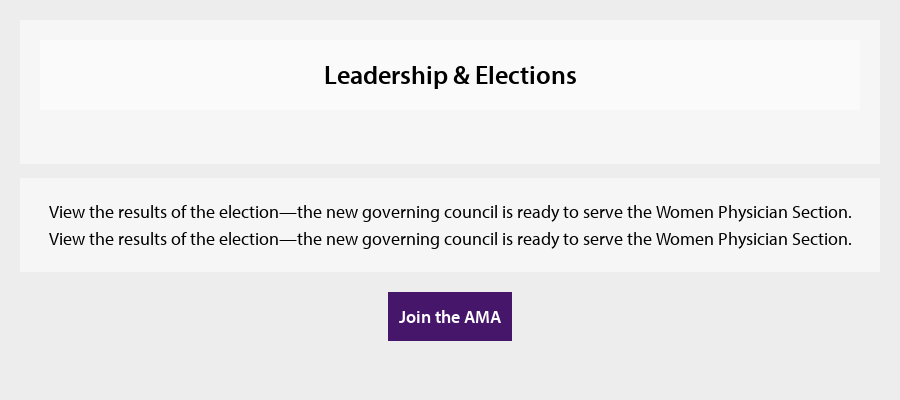 Leadership & Elections
View the results of the election—the new governing council is ready to serve the Women Physician Section.
View the results of the election—the new governing council is ready to serve the Women Physician Section.
Join the AMA